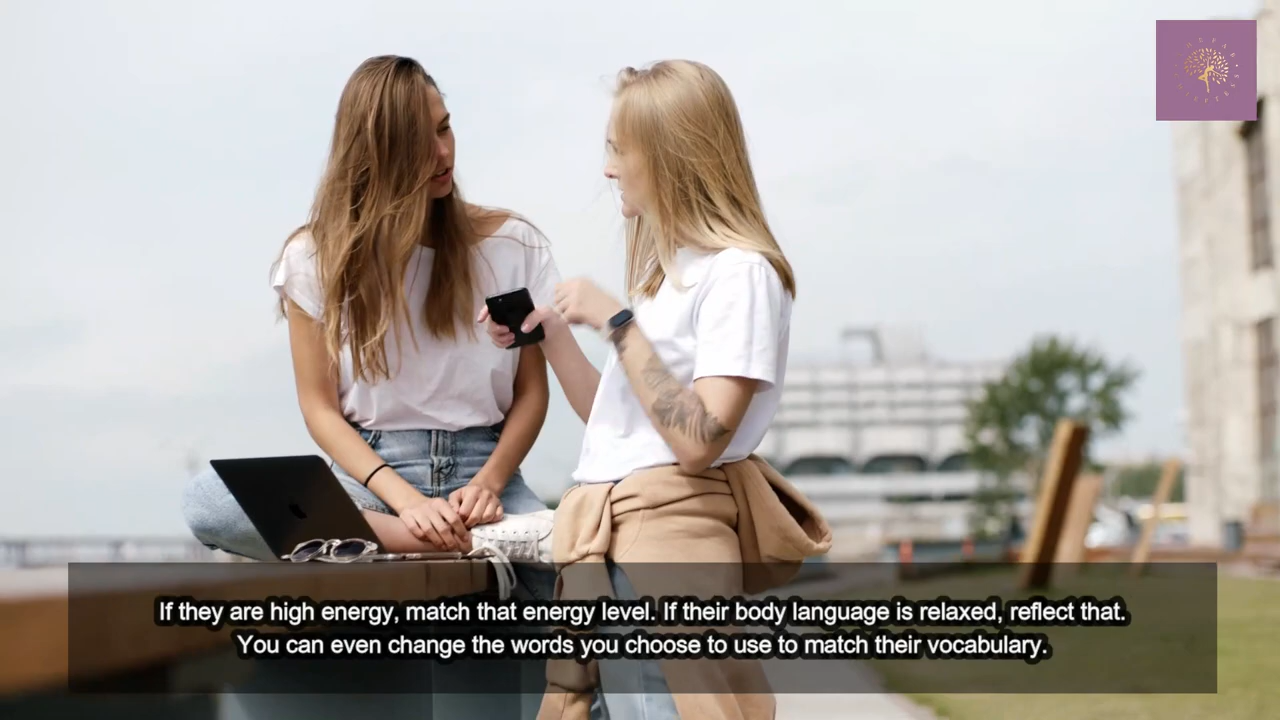 If they are high energy, match that energy level. If their body language is relaxed, reflect that.
You can even change the words you choose to use to match their vocabulary.